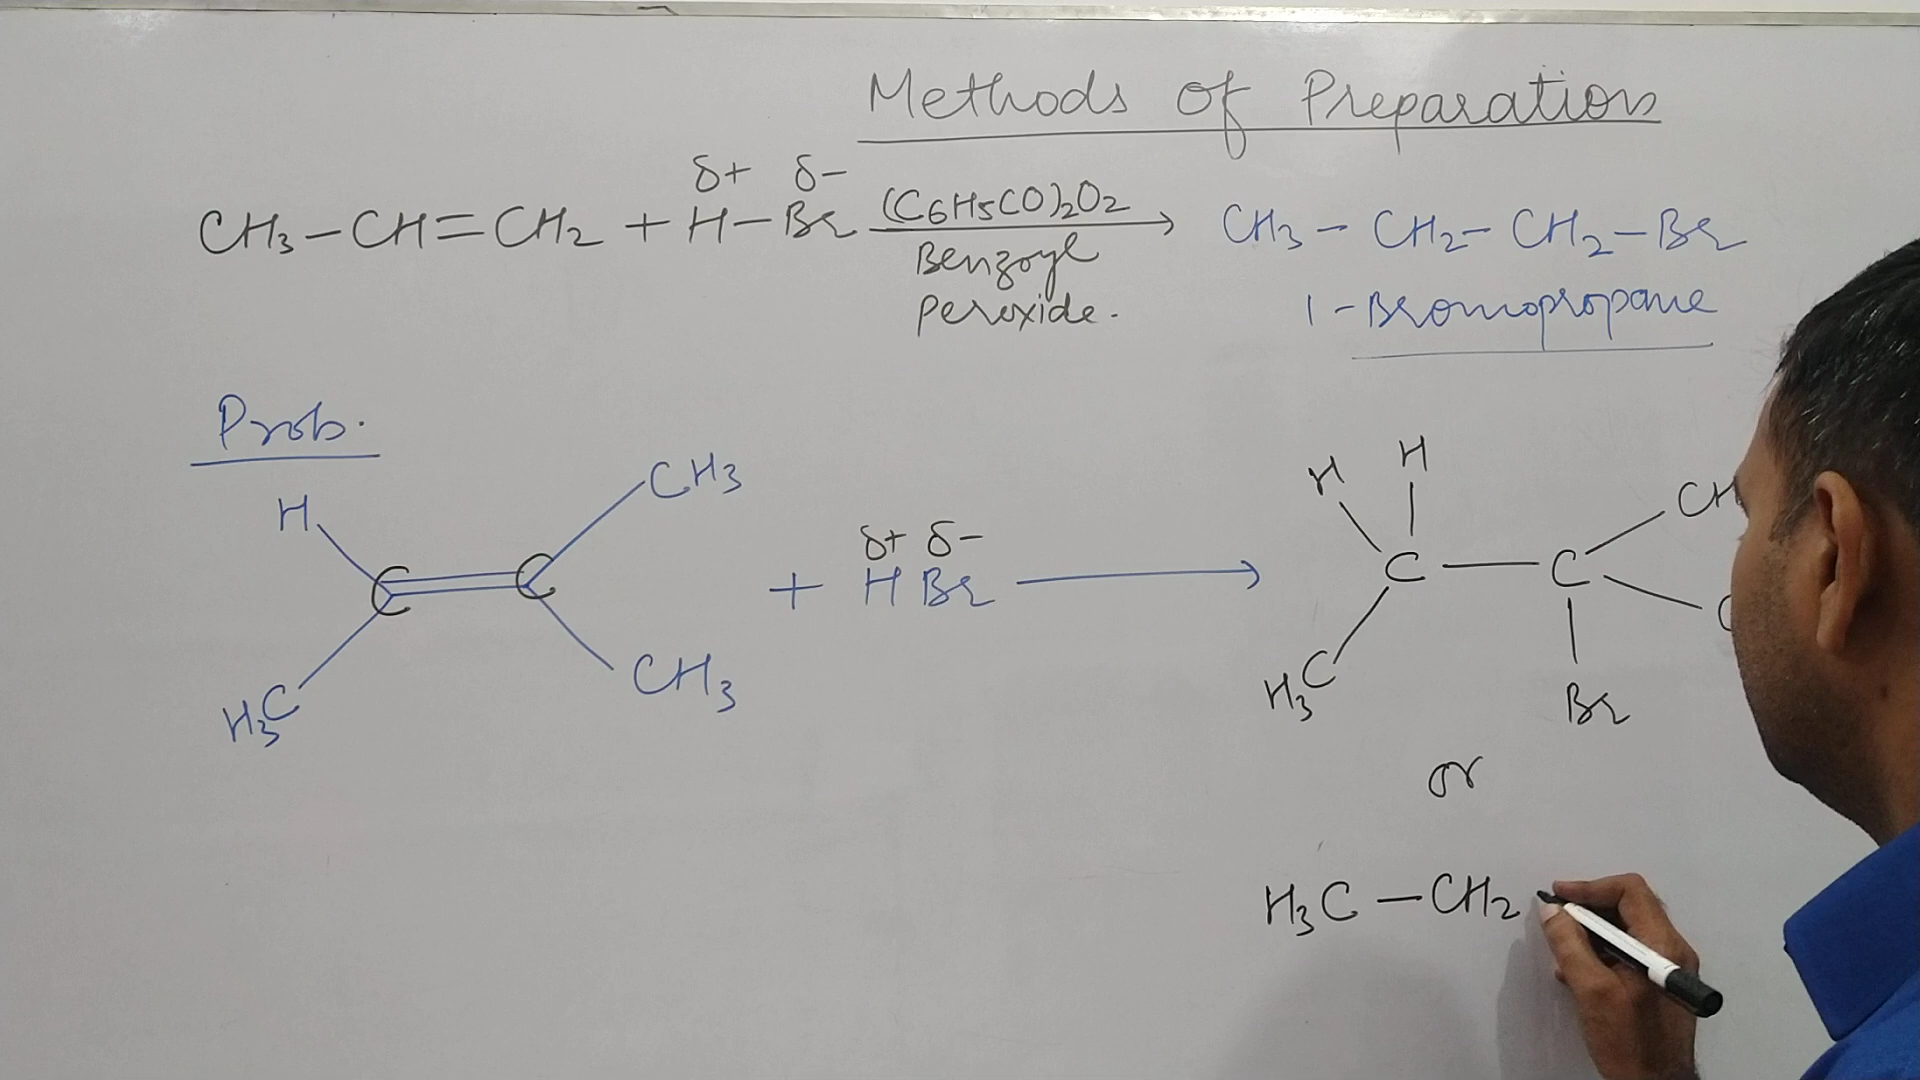 Methods of Preparation
δ+ δ-
CH3-CH=CH2 + H-Br (C6H5CO)2O2 → CH3-CH2-CH2-Br
Benzoyl
peroxide.
1-Bromopropane
Prob.
H H
H CH3
CH
δ+ δ-
C=C + H Br → C-C
C
H3C CH3 H3C Br
or
H3C-CH2